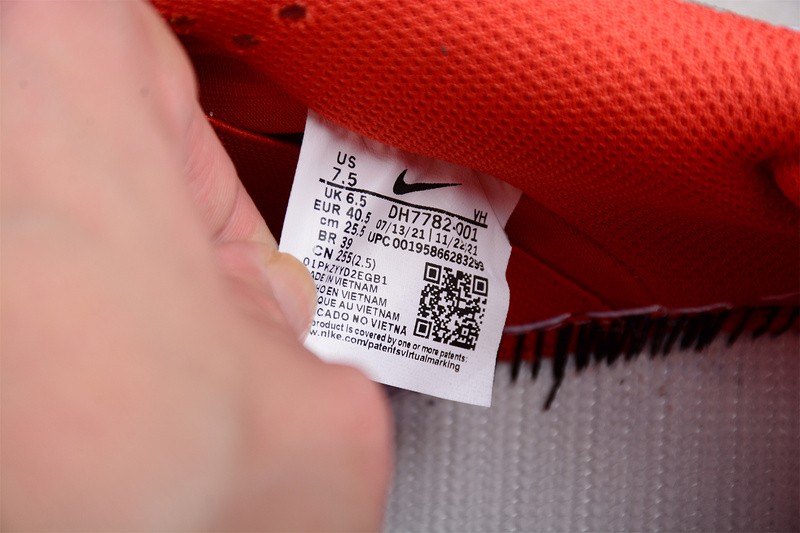 US
7.5
UK 6.5
EUR 40.5
cm 25.5
BR 39
CN 255(2.5)
DH7782-001 VH
07/13/21 | 11/24/21
UPC 00195866283299
01PKZYYD2EGB1
ADE IN VIETNAM
HO EN VIETNAM
QUE AU VIETNAM
CADO NO VIETNA
product is covered by one or more patents:
w.nike.com/patentsvirtualmarking